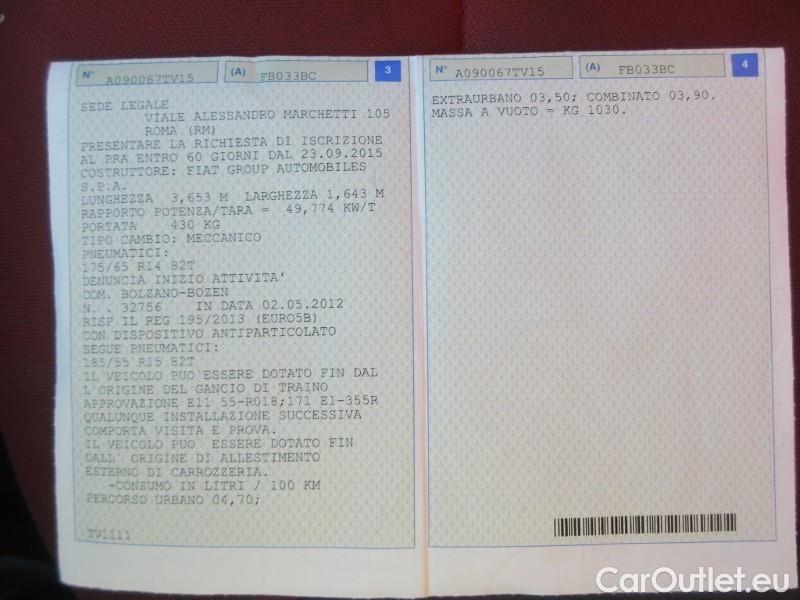 N° A090067TV15 (A) FB033BC 3
SEDE LEGALE
VIALE ALESSANDRO MARCHETTI 105
ROMA (RM)
PRESENTARE LA RICHIESTA DI ISCRIZIONE
AL PRA ENTRO 60 GIORNI DAL 23.09.2015
COSTRUTTORE: FIAT GROUP AUTOMOBILES
S.P.A.
LUNGHEZZA 3,653 M LARGHEZZA 1,643 M
RAPPORTO POTENZA/TARA = 49,774 KW/T
PORTATA 430 KG
TIPO CAMBIO: MECCANICO
PNEUMATICI:
175/65 R14 82T
DENUNCIA INIZIO ATTIVITA'
COM. BOLZANO-BOZEN
N. . 32756 IN DATA 02.05.2012
RISP IL REG 195/2013 (EURO5B)
CON DISPOSITIVO ANTIPARTICOLATO
SEGUE PNEUMATICI:
185/55 R15 82T
IL VEICOLO PUO'ESSERE DOTATO FIN DAL
L'ORIGINE DEL GANCIO DI TRAINO
APPROVAZIONE E11 55-R018;171 E1-355R
QUALUNQUE INSTALLAZIONE SUCCESSIVA
COMPORTA VISITA E PROVA.
IL VEICOLO PUO' ESSERE DOTATO FIN
DALL' ORIGINE DI ALLESTIMENTO
ESTERNO DI CARROZZERIA.
-CONSUMO IN LITRI / 100 KM
PERCORSO URBANO 04,70;
TV1111
N° A090067TV15 (A) FB033BC 4
EXTRAURBANO 03,50; COMBINATO 03,90.
MASSA A VUOTO = KG 1030.
CarOutlet.eu